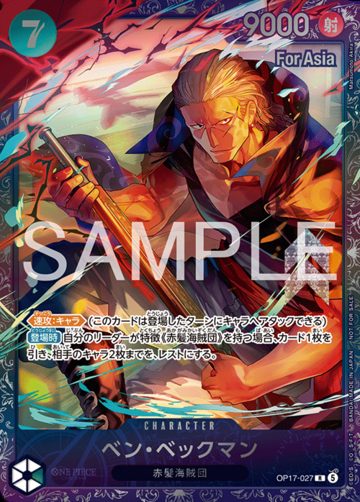 7
9000
射
For Asia
SAMPLE
速攻:キャラ (このカードは登場したターンにキャラへアタックできる)
登場時 自分のリーダーが特徴《赤髪海賊団》を持つ場合、カード1枚を
引き、相手のキャラ2枚までを、レストにする。
CHARACTER
ベン・ベックマン
ONE PIECE
赤髪海賊団
OP17-027 R 5